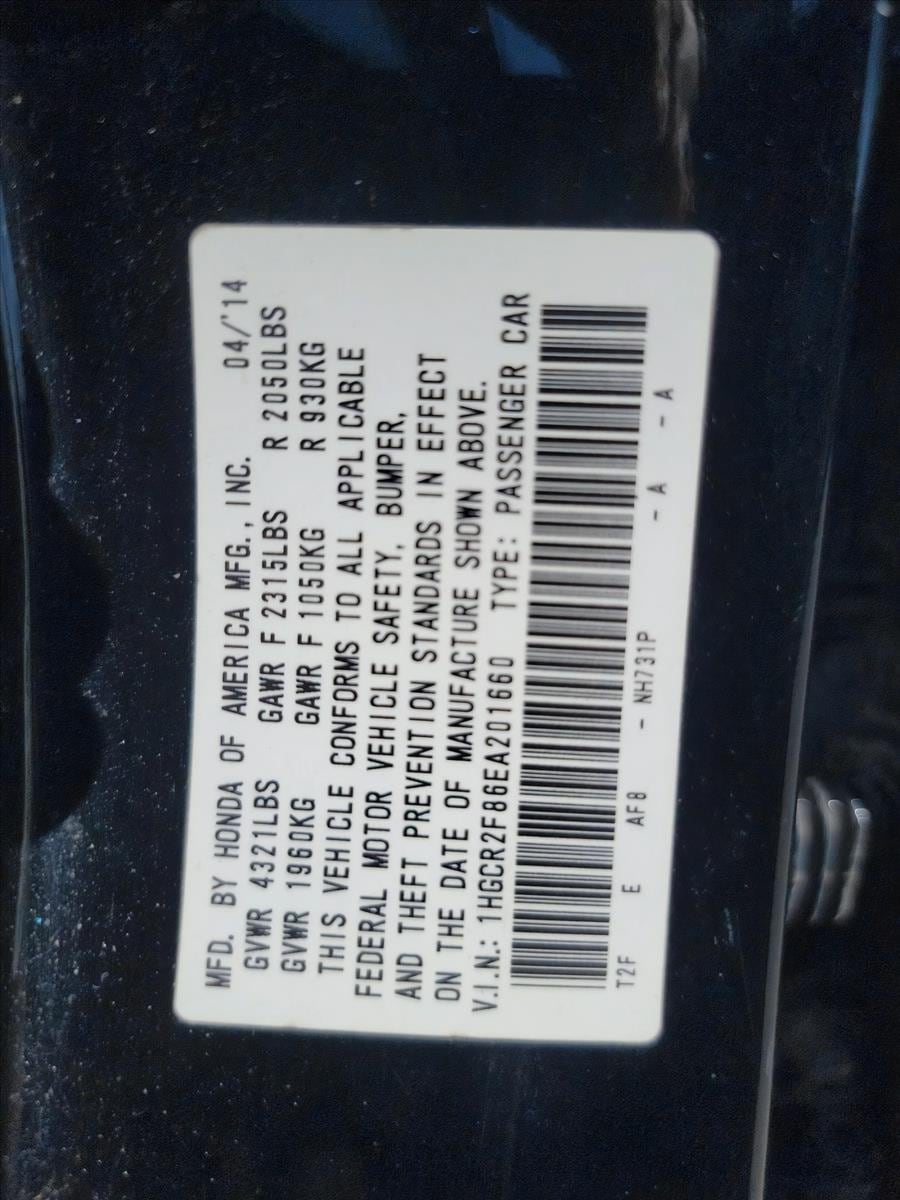 MFD. BY HONDA OF AMERICA MFG., INC. 04/'14
GVWR 4321LBS GAWR F 2315LBS R 2050LBS
GVWR 1960KG GAWR F 1050KG R 930KG
THIS VEHICLE CONFORMS TO ALL APPLICABLE
FEDERAL MOTOR VEHICLE SAFETY, BUMPER,
AND THEFT PREVENTION STANDARDS IN EFFECT
ON THE DATE OF MANUFACTURE SHOWN ABOVE.
V.I.N.: 1HGCR2F86EA201660 TYPE: PASSENGER CAR
T2F E AF8 - NH731P - A - A